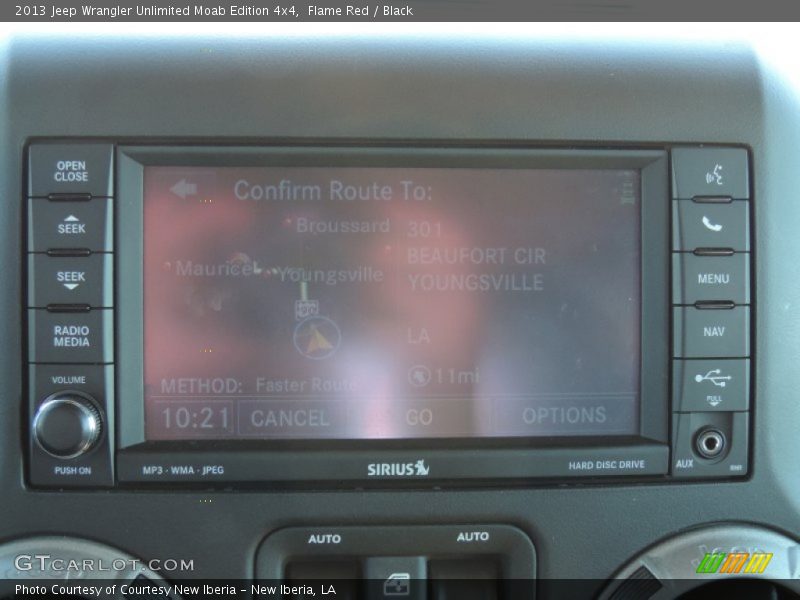 2013 Jeep Wrangler Unlimited Moab Edition 4x4,  Flame Red / Black
OPEN
CLOSE
SEEK
SEEK
RADIO
MEDIA
VOLUME
PUSH ON
Confirm Route To:
Broussard
Maurice
Youngsville
301
BEAUFORT CIR
YOUNGSVILLE
LA
11mi
METHOD: Faster Route
10:21
CANCEL
GO
OPTIONS
MENU
NAV
PULL
AUX
MP3 · WMA · JPEG
SIRIUS
HARD DISC DRIVE
AUTO
AUTO
GTCARLOT.COM
Photo Courtesy of Courtesy New Iberia – New Iberia, LA